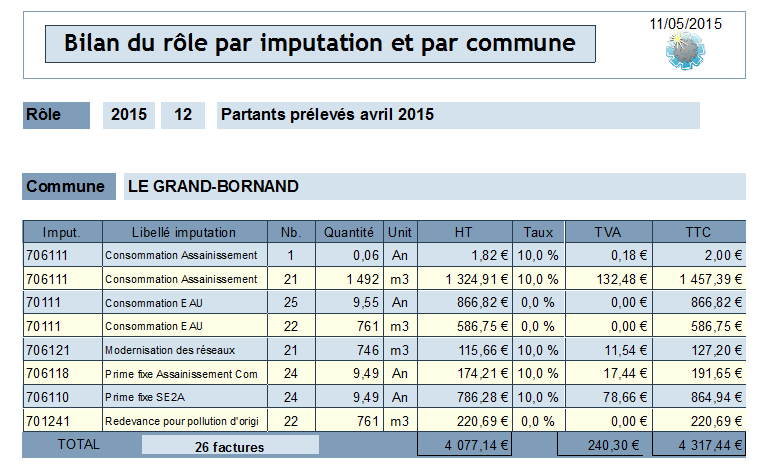 11/05/2015
Bilan du rôle par imputation et par commune
Rôle 2015 12 Partants prélevés avril 2015
Commune LE GRAND-BORNAND
Imput. Libellé imputation Nb. Quantité Unit HT Taux TVA TTC
706111 Consommation Assainissement 1 0,06 An 1,82 € 10,0 % 0,18 € 2,00 €
706111 Consommation Assainissement 21 1 492 m3 1 324,91 € 10,0 % 132,48 € 1 457,39 €
70111 Consommation EAU 25 9,55 An 866,82 € 0,0 % 0,00 € 866,82 €
70111 Consommation EAU 22 761 m3 586,75 € 0,0 % 0,00 € 586,75 €
706121 Modernisation des réseaux 21 746 m3 115,66 € 10,0 % 11,54 € 127,20 €
706118 Prime fixe Assainissement Com 24 9,49 An 174,21 € 10,0 % 17,44 € 191,65 €
706110 Prime fixe SE2A 24 9,49 An 786,28 € 10,0 % 78,66 € 864,94 €
701241 Redevance pour pollution d'origi 22 761 m3 220,69 € 0,0 % 0,00 € 220,69 €
TOTAL 26 factures 4 077,14 € 240,30 € 4 317,44 €